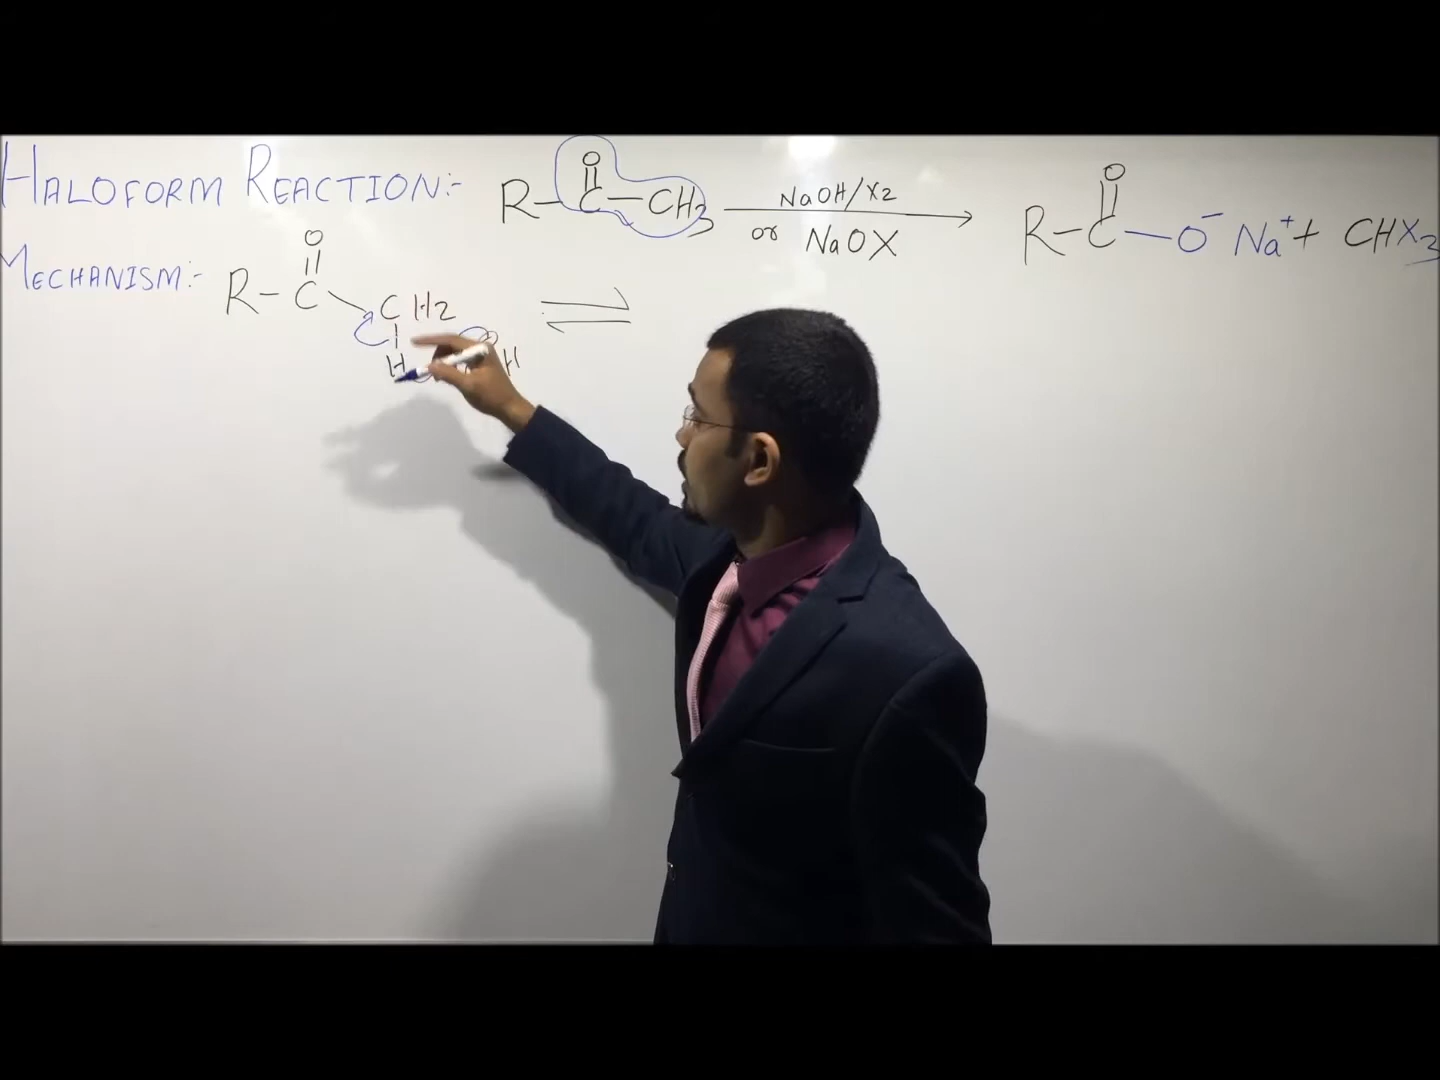 HALOFORM REACTION:-
O
R-C-CH3
NaOH/X2
or NaOX
O
R-C-O⁻ Na⁺ + CHX3
MECHANISM:-
O
R-C
CH2
H
H